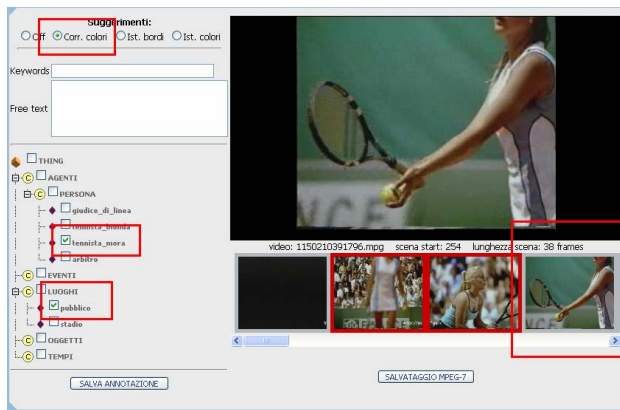 Suggerimenti:
Off Corr. colori Ist. bordi Ist. colori
Keywords
Free text
THING
C AGENTI
C PERSONA
giudice_di_linea
tennista_bionda
tennista_mora
arbitro
C EVENTI
C LUOGHI
pubblico
stadio
C OGGETTI
C TEMPI
SALVA ANNOTAZIONE
video: 1150210391796.mpg scena start: 254 lunghezza scena: 38 frames
SALVATAGGIO MPEG-7